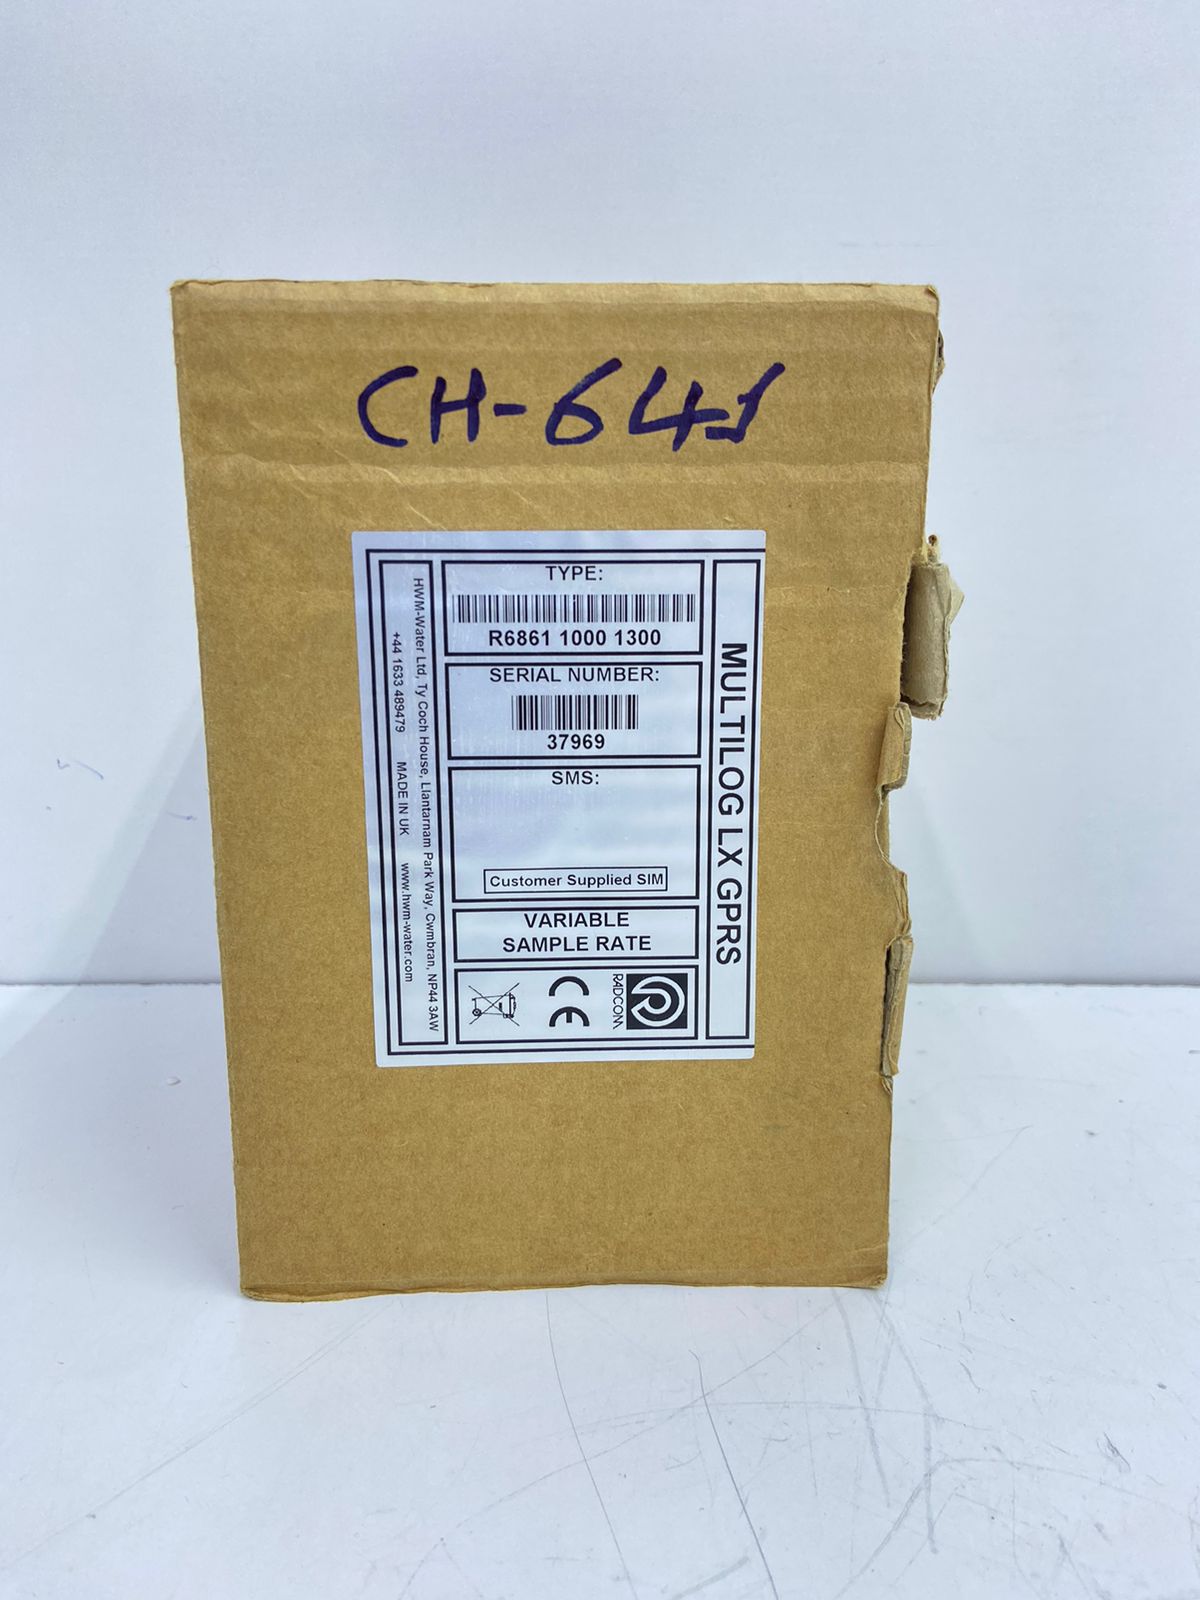 CH-641
TYPE:
R6861 1000 1300
SERIAL NUMBER:
37969
SMS:
Customer Supplied SIM
VARIABLE
SAMPLE RATE
RADCOM
CE
MULTILOG LX GPRS
HWM-Water Ltd, Ty Coch House, Llantarnam Park Way, Cwmbran, NP44 3AW
+44 1633 489479 MADE IN UK www.hwm-water.com